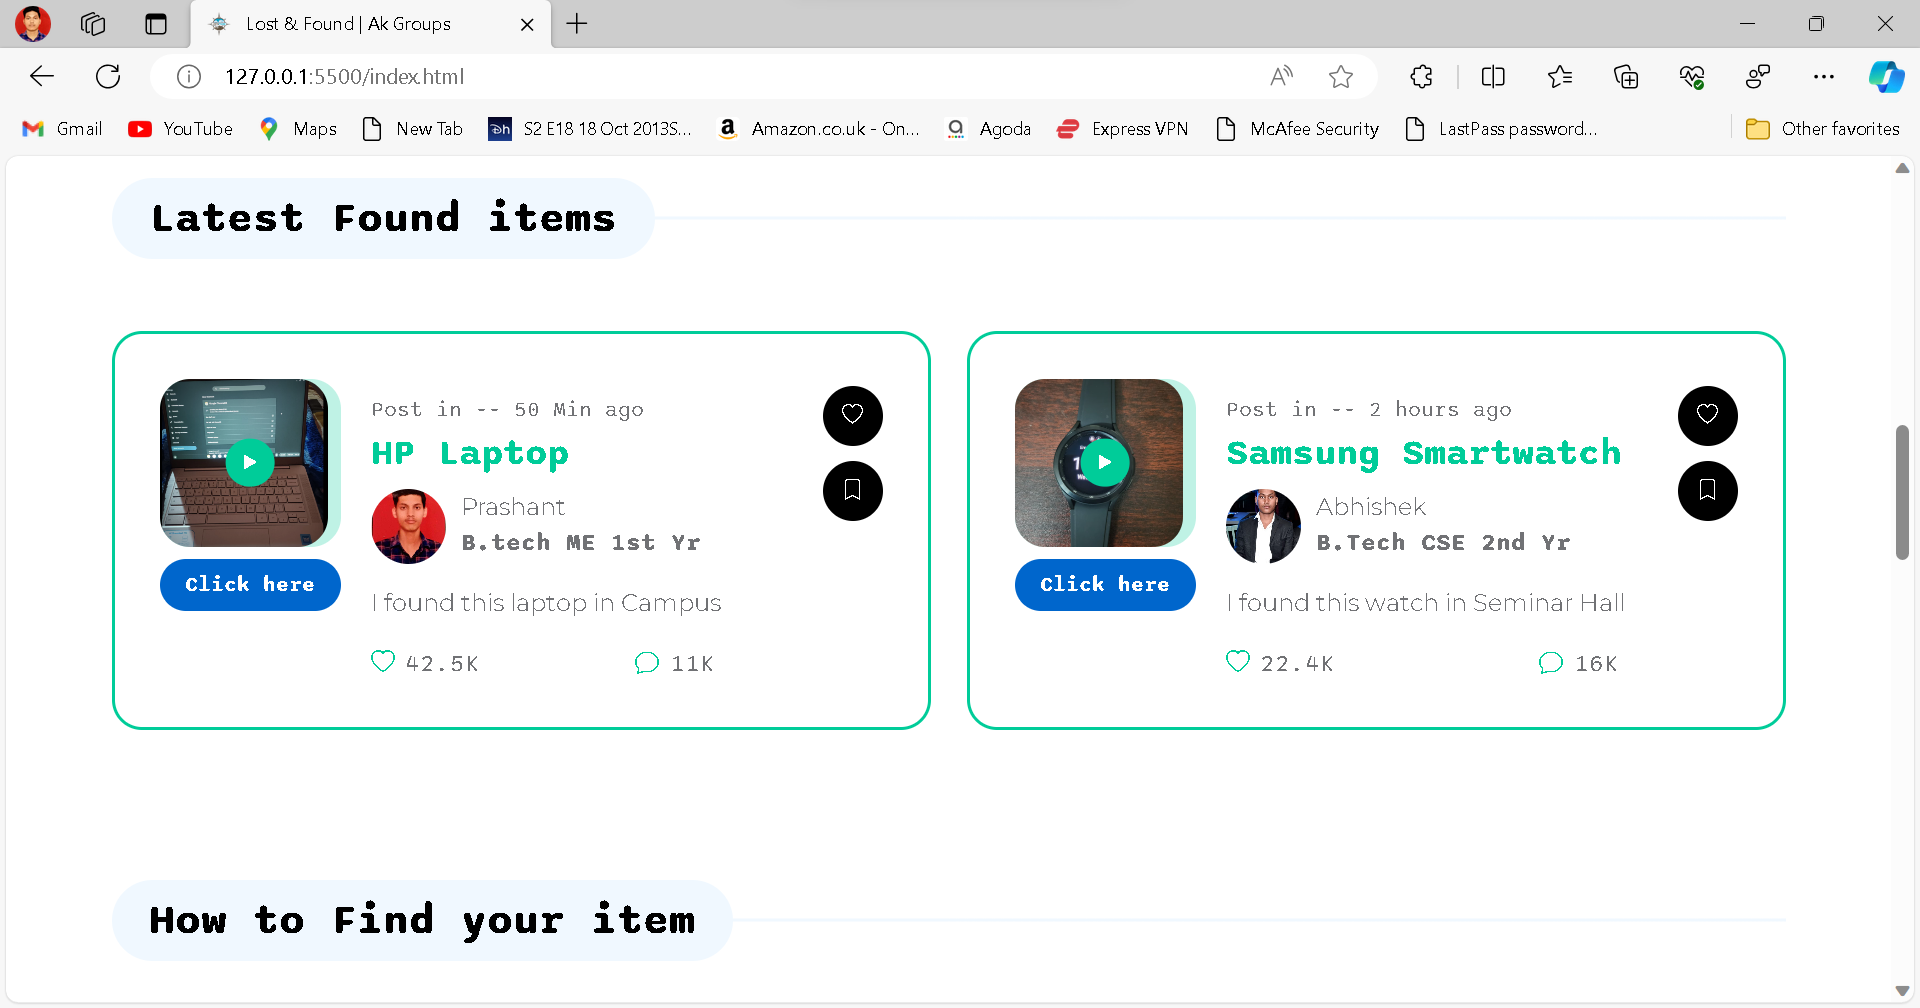 Lost & Found | Ak Groups
127.0.0.1:5500/index.html
Gmail
YouTube
Maps
New Tab
S2 E18 18 Oct 2013S...
Amazon.co.uk - On...
Agoda
Express VPN
McAfee Security
LastPass password...
Other favorites
Latest Found items
Post in -- 50 Min ago
HP Laptop
Prashant
B.tech ME 1st Yr
Click here
I found this laptop in Campus
42.5K
11K
Post in -- 2 hours ago
Samsung Smartwatch
Abhishek
B.Tech CSE 2nd Yr
Click here
I found this watch in Seminar Hall
22.4K
16K
How to Find your item